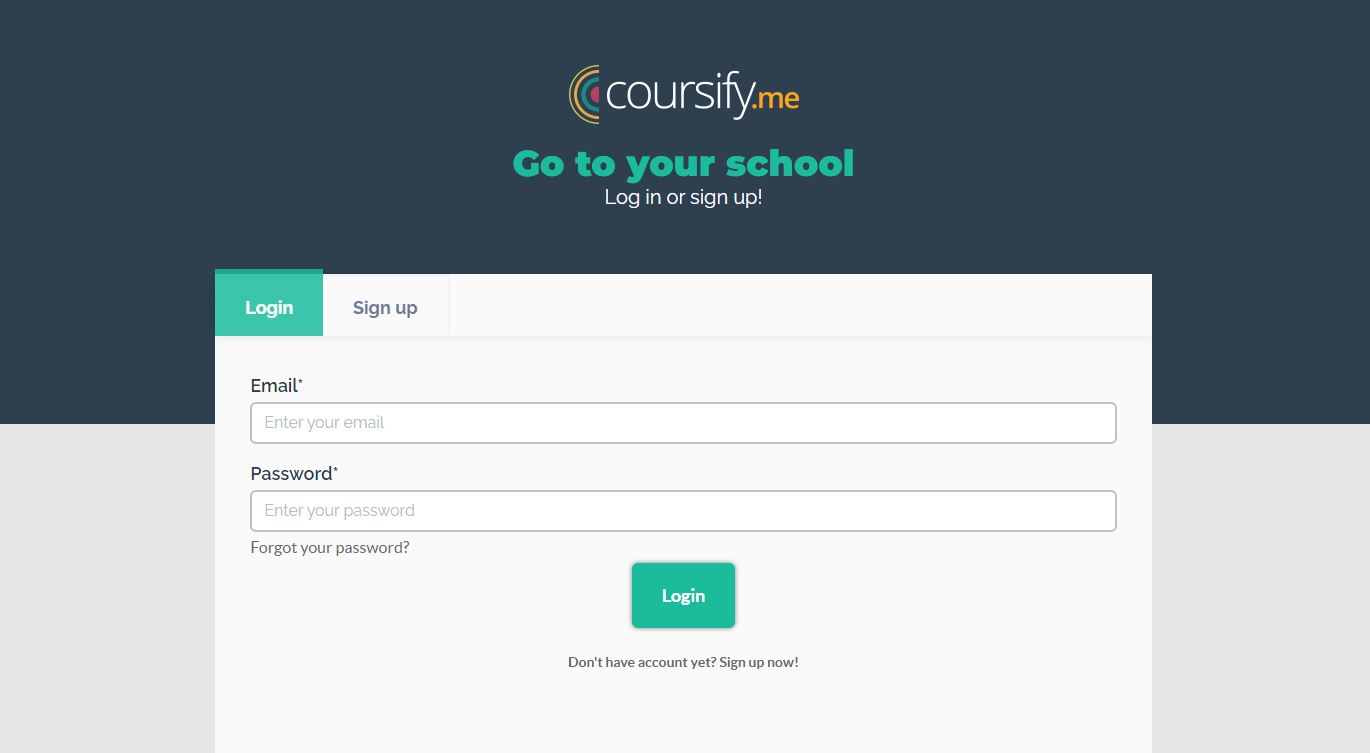 coursify.me
Go to your school
Log in or sign up!
Login
Sign up
Email*
Enter your email
Password*
Enter your password
Forgot your password?
Login
Don't have account yet? Sign up now!